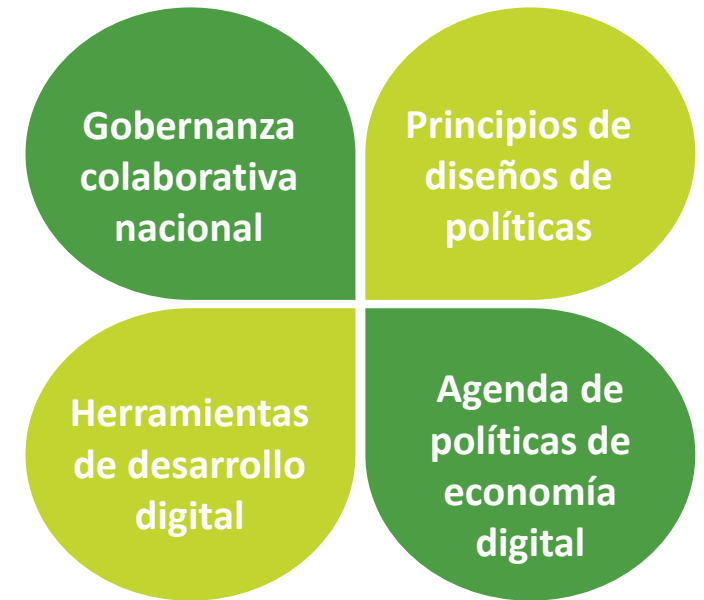 Gobernanza
colaborativa
nacional
Principios de
diseños de
políticas
Herramientas
de desarrollo
digital
Agenda de
políticas de
economía
digital